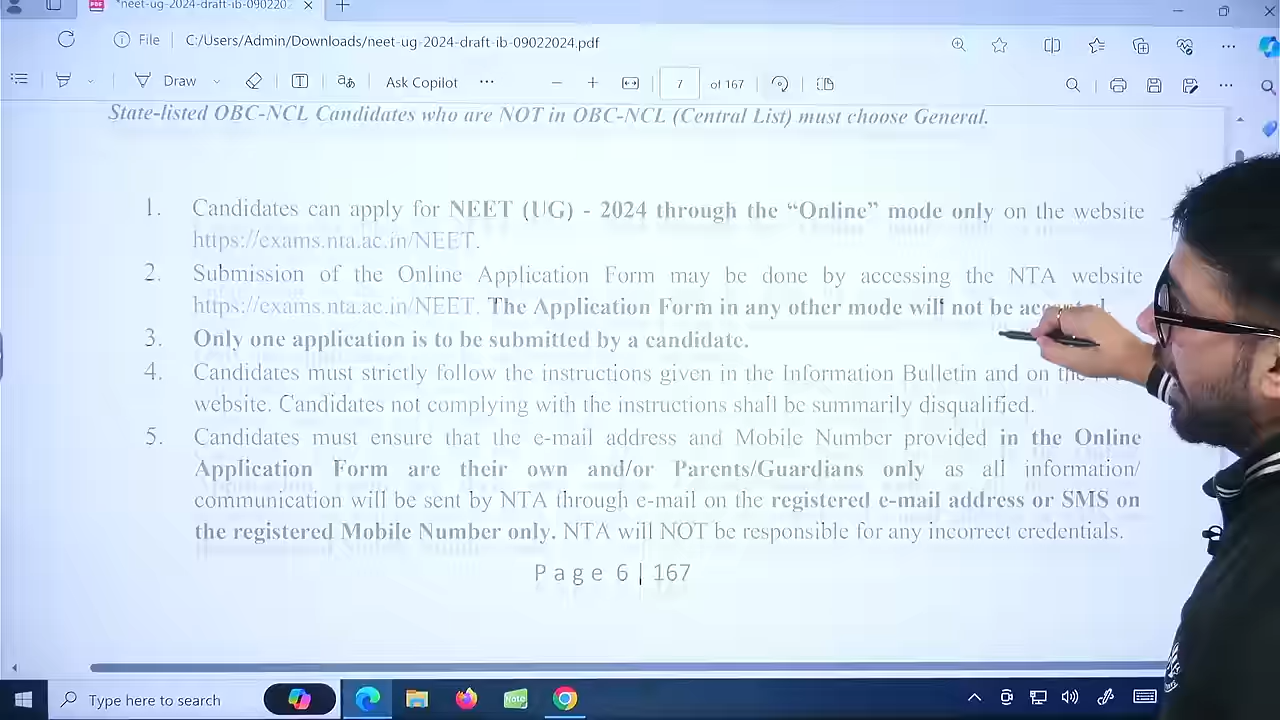 *neet-ug-2024-draft-ib-090220
File
C:/Users/Admin/Downloads/neet-ug-2024-draft-ib-09022024.pdf
Draw
Ask Copilot
7 of 167
State-listed OBC-NCL Candidates who are NOT in OBC-NCL (Central List) must choose General.
1. Candidates can apply for NEET (UG) - 2024 through the “Online” mode only on the website
https://exams.nta.ac.in/NEET.
2. Submission of the Online Application Form may be done by accessing the NTA website
https://exams.nta.ac.in/NEET. The Application Form in any other mode will not be
3. Only one application is to be submitted by a candidate.
4. Candidates must strictly follow the instructions given in the Information Bulletin and on the
website. Candidates not complying with the instructions shall be summarily disqualified.
5. Candidates must ensure that the e-mail address and Mobile Number provided in the Online
Application Form are their own and/or Parents/Guardians only as all information/
communication will be sent by NTA through e-mail on the registered e-mail address or SMS on
the registered Mobile Number only. NTA will NOT be responsible for any incorrect credentials.
Page 6 | 167
Type here to search
Note